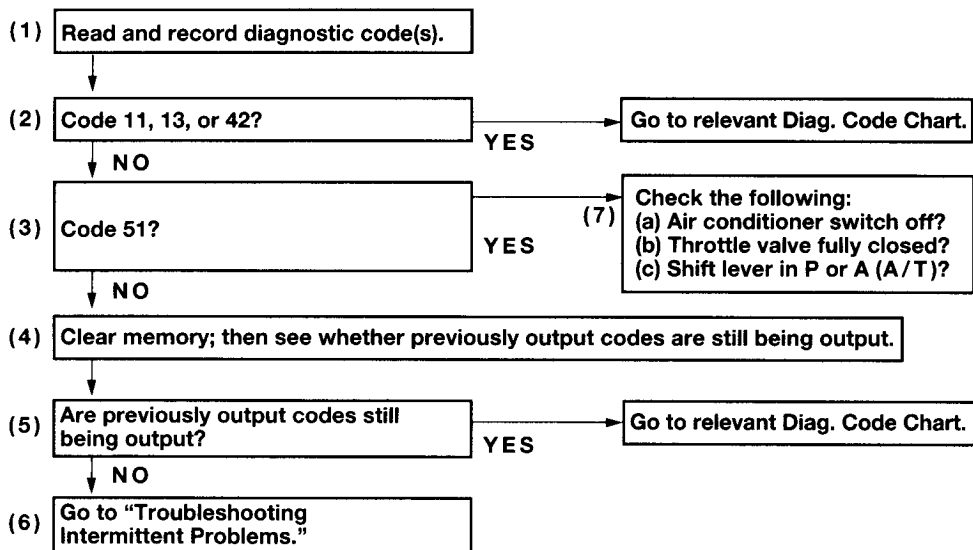 (1) Read and record diagnostic code(s).
(2) Code 11, 13, or 42?
YES
Go to relevant Diag. Code Chart.
NO
(3) Code 51?
YES
(7) Check the following:
(a) Air conditioner switch off?
(b) Throttle valve fully closed?
(c) Shift lever in P or A (A/T)?
NO
(4) Clear memory; then see whether previously output codes are still being output.
(5) Are previously output codes still
being output?
YES
Go to relevant Diag. Code Chart.
NO
(6) Go to “Troubleshooting
Intermittent Problems.”